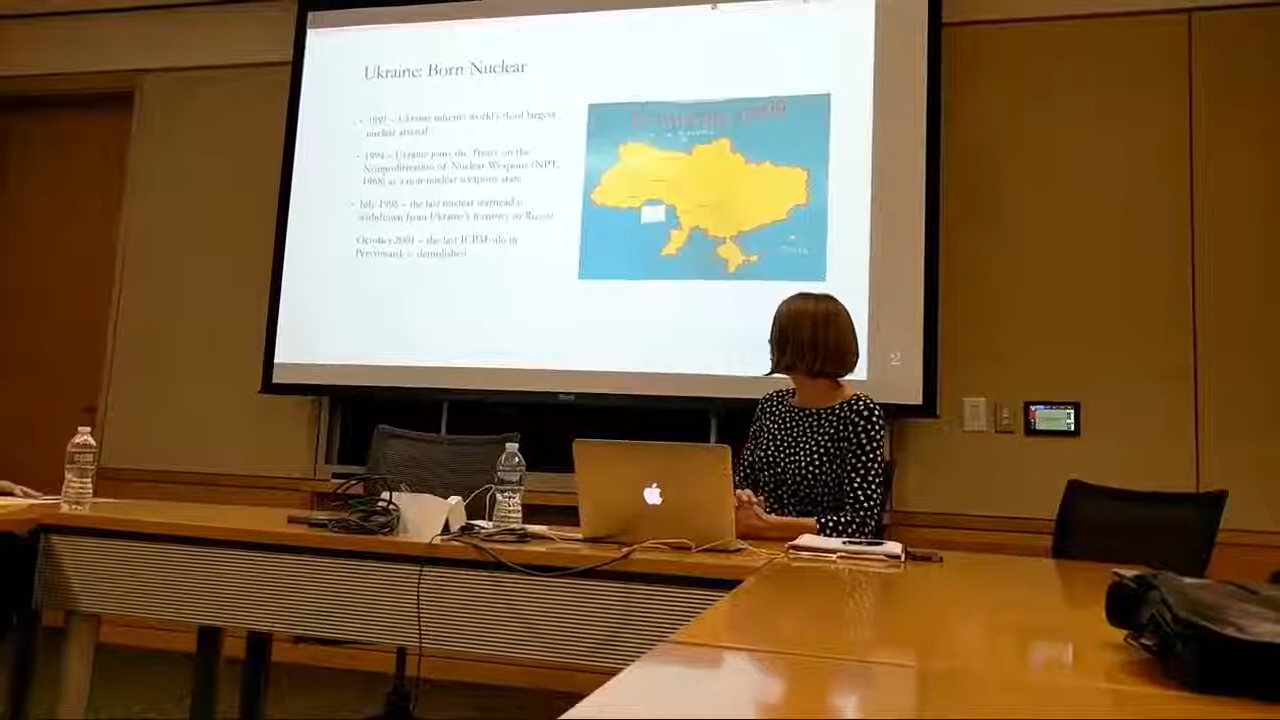 Ukraine: Born Nuclear
Ukraine inherits world's third largest
nuclear arsenal
1994 – Ukraine joins the Treaty on the
Nonproliferation of Nuclear Weapons (NPT,
1968) as a non-nuclear weapons state
July 1996 – the last nuclear warhead is
withdrawn from Ukraine's territory to Russia
October 2001 – the last ICBM silo in
Pervomaisk is demolished
2